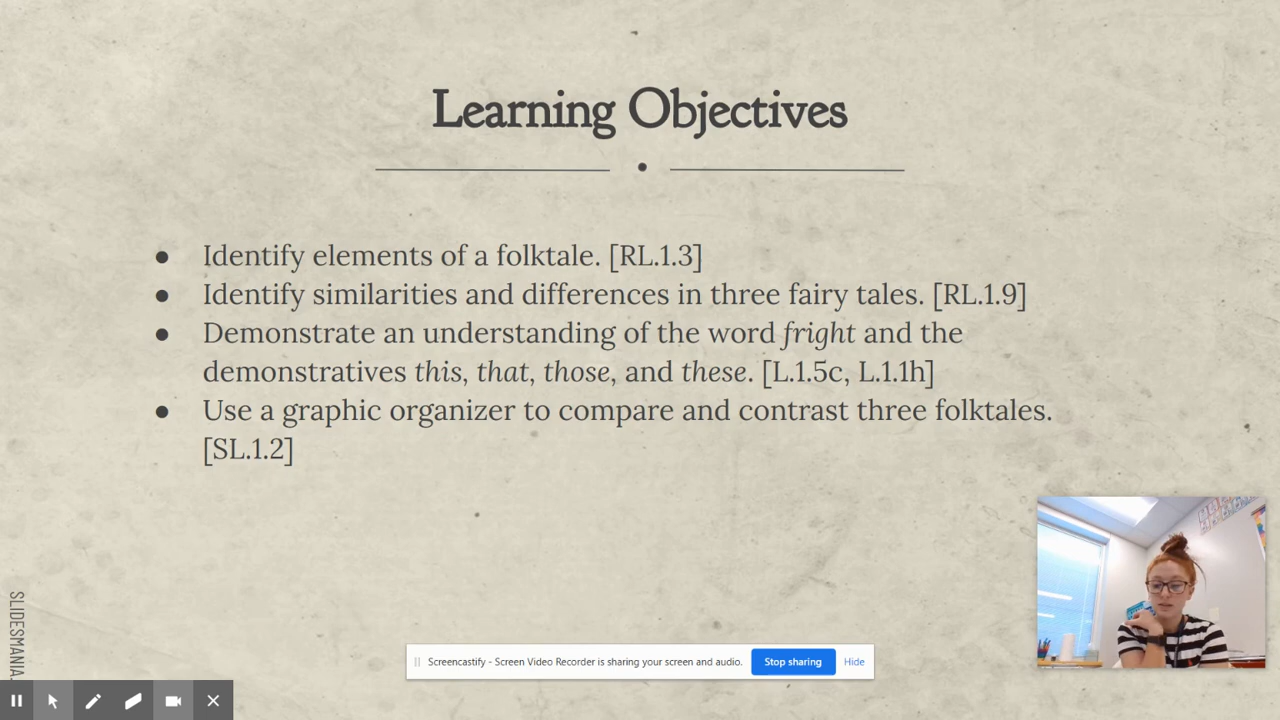 Learning Objectives
● Identify elements of a folktale. [RL.1.3]
● Identify similarities and differences in three fairy tales. [RL.1.9]
● Demonstrate an understanding of the word fright and the
demonstratives this, that, those, and these. [L.1.5c, L.1.1h]
● Use a graphic organizer to compare and contrast three folktales.
[SL.1.2]
SLIDESMANIA.
Screencastify - Screen Video Recorder is sharing your screen and audio. Stop sharing Hide